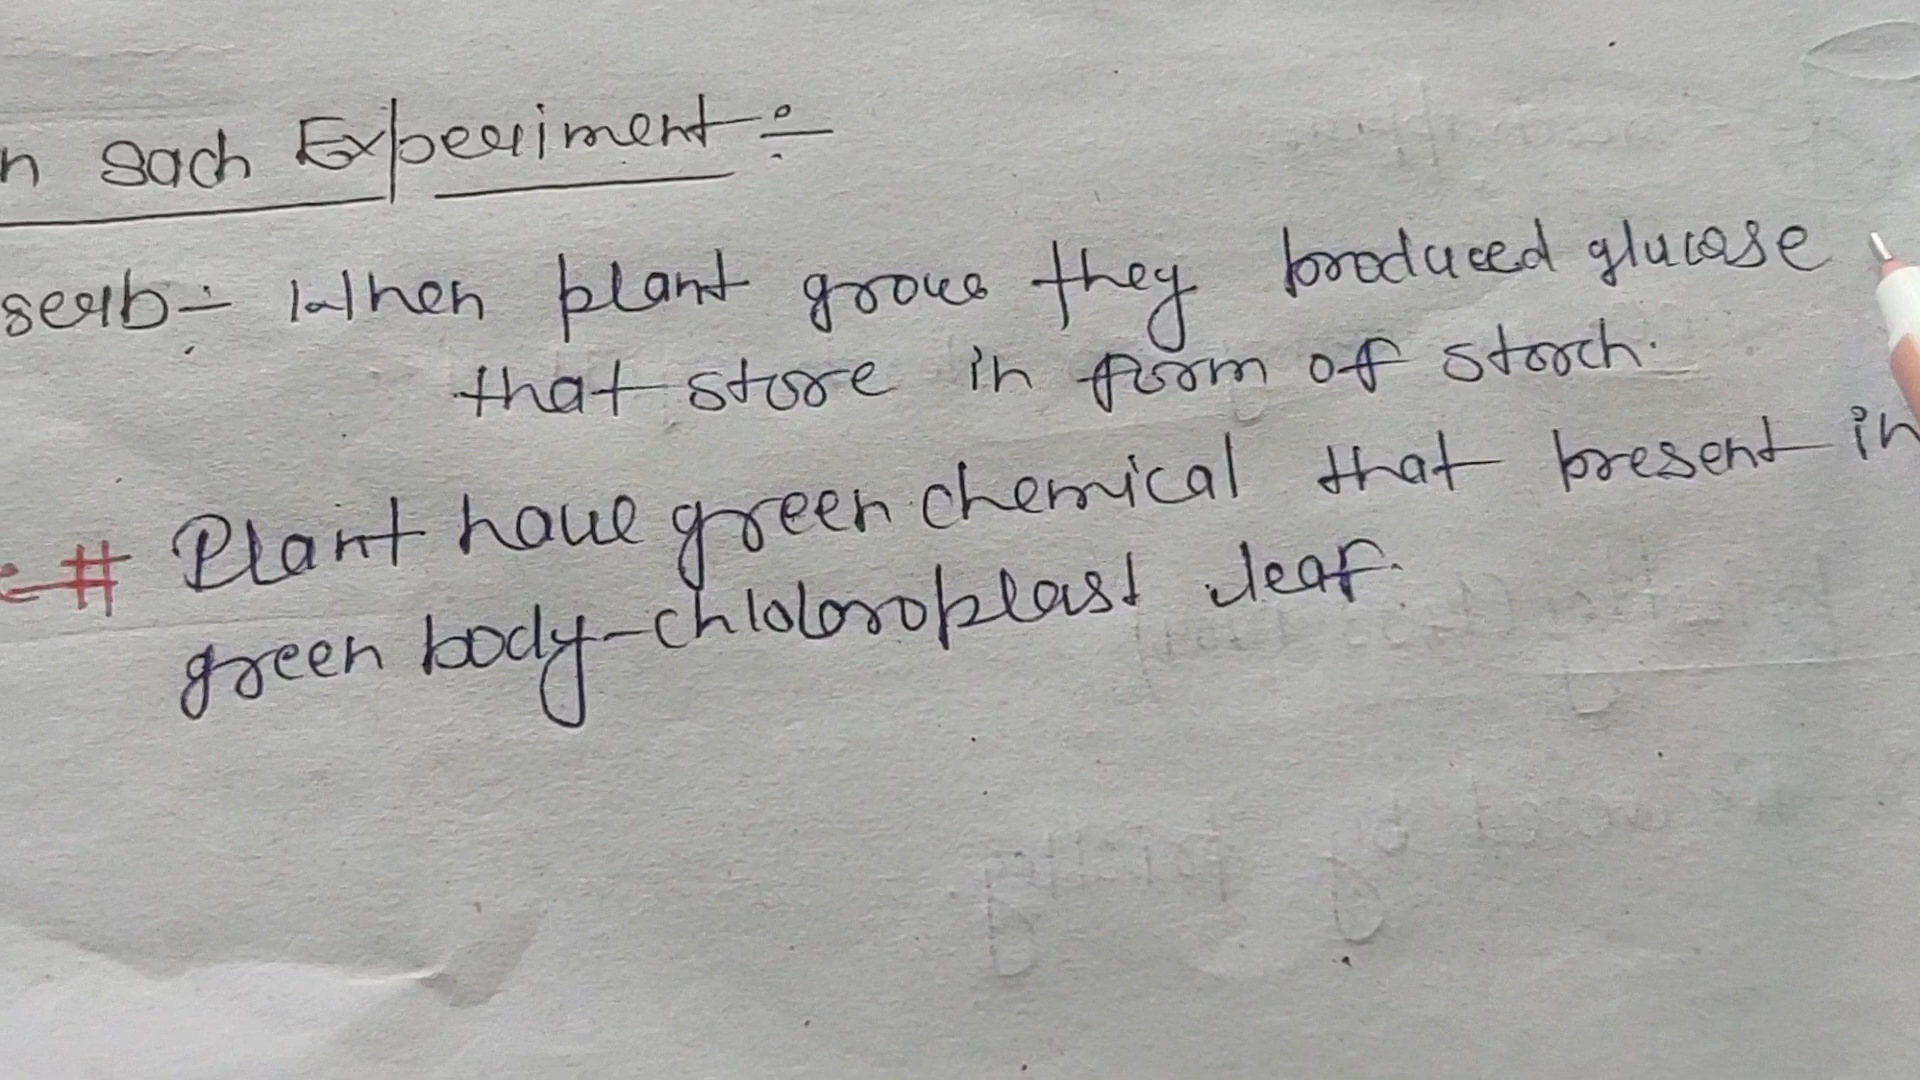 n Sach Experiment :-
serb :- When plant grows they produced glucose
that store in form of starch.
# Plant have green chemical that present in
green body-chloloroplast leaf.